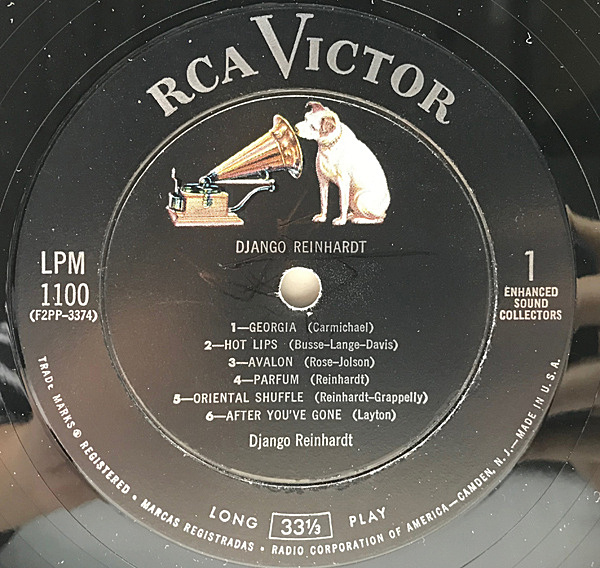 RCA VICTOR
DJANGO REINHARDT
LPM
1100
(F2PP-3374)
1
ENHANCED
SOUND
COLLECTORS
1—GEORGIA (Carmichael)
2—HOT LIPS (Busse-Lange-Davis)
3—AVALON (Rose-Jolson)
4—PARFUM (Reinhardt)
5—ORIENTAL SHUFFLE (Reinhardt-Grappelly)
6—AFTER YOU'VE GONE (Layton)
Django Reinhardt
LONG 33⅓ PLAY
TRADE MARKS ® REGISTERED • MARCAS REGISTRADAS • RADIO CORPORATION OF AMERICA—CAMDEN, N. J.—MADE IN U.S.A.